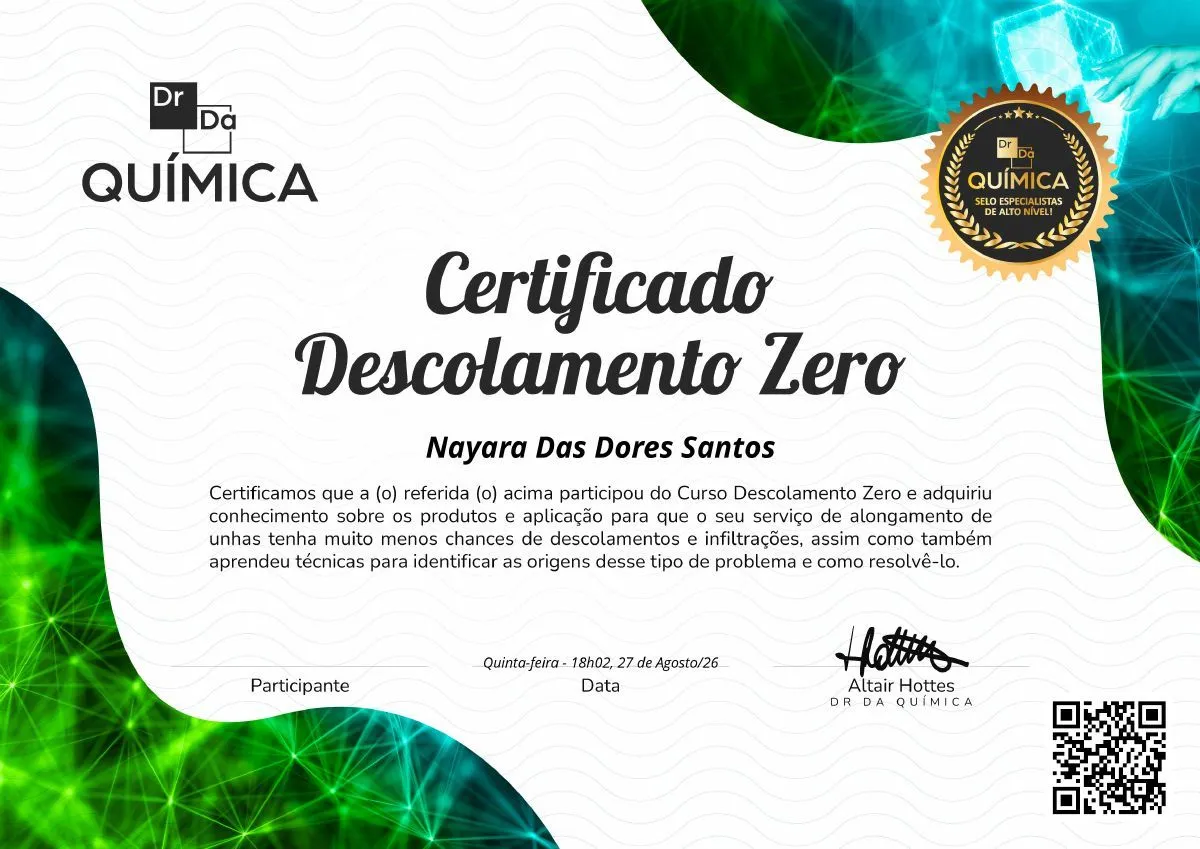 Dr
Da
QUÍMICA
Dr
Da
QUÍMICA
SELO ESPECIALISTAS
DE ALTO NÍVEL!
Certificado
Descolamento Zero
Nayara Das Dores Santos
Certificamos que a (o) referida (o) acima participou do Curso Descolamento Zero e adquiriu
conhecimento sobre os produtos e aplicação para que o seu serviço de alongamento de
unhas tenha muito menos chances de descolamentos e infiltrações, assim como também
aprendeu técnicas para identificar as origens desse tipo de problema e como resolvê-lo.
Quinta-feira - 18h02, 27 de Agosto/26
Participante
Data
Altair Hottes
DR DA QUÍMICA